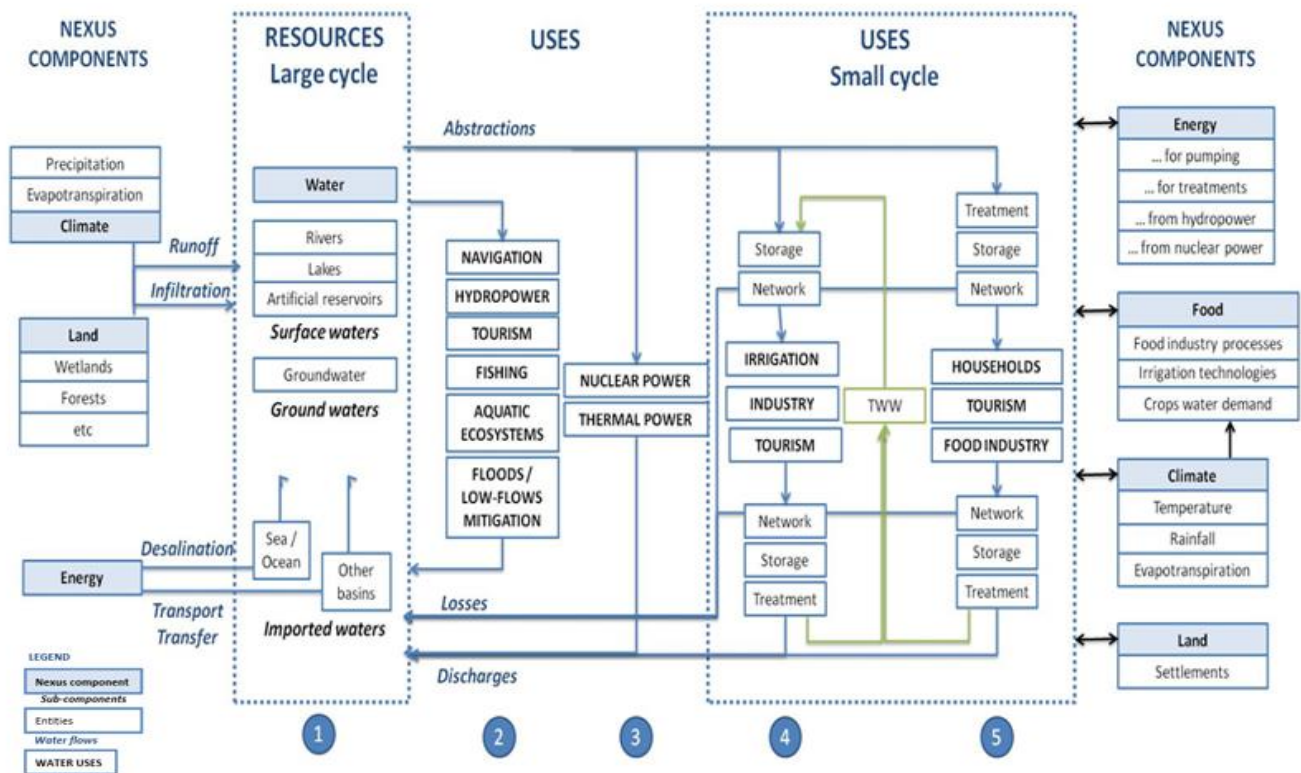 NEXUS
COMPONENTS
Precipitation
Evapotranspiration
Climate
Runoff
Infiltration
Land
Wetlands
Forests
etc
Desalination
Energy
Transport
Transfer
LEGEND
Nexus component
Sub-components
Entities
Water flows
WATER USES
RESOURCES
Large cycle
Water
Rivers
Lakes
Artificial reservoirs
Surface waters
Groundwater
Ground waters
Sea /
Ocean
Other
basins
Imported waters
1
USES
Abstractions
NAVIGATION
HYDROPOWER
TOURISM
FISHING
AQUATIC
ECOSYSTEMS
FLOODS /
LOW-FLOWS
MITIGATION
Losses
Discharges
2
NUCLEAR POWER
THERMAL POWER
3
USES
Small cycle
Storage
Network
IRRIGATION
INDUSTRY
TOURISM
Network
Storage
Treatment
4
TWW
Treatment
Storage
Network
HOUSEHOLDS
TOURISM
FOOD INDUSTRY
Network
Storage
Treatment
5
NEXUS
COMPONENTS
Energy
... for pumping
... for treatments
... from hydropower
... from nuclear power
Food
Food industry processes
Irrigation technologies
Crops water demand
Climate
Temperature
Rainfall
Evapotranspiration
Land
Settlements